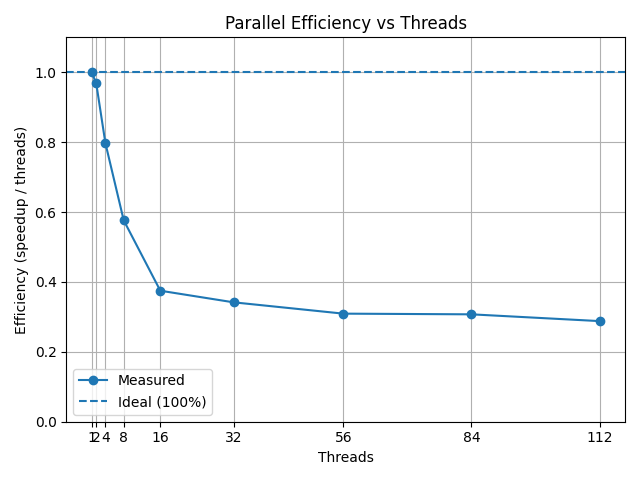 Parallel Efficiency vs Threads
Efficiency (speedup / threads)
1.0
0.8
0.6
0.4
0.2
0.0
Measured
Ideal (100%)
1 2 4 8 16 32 56 84 112
Threads